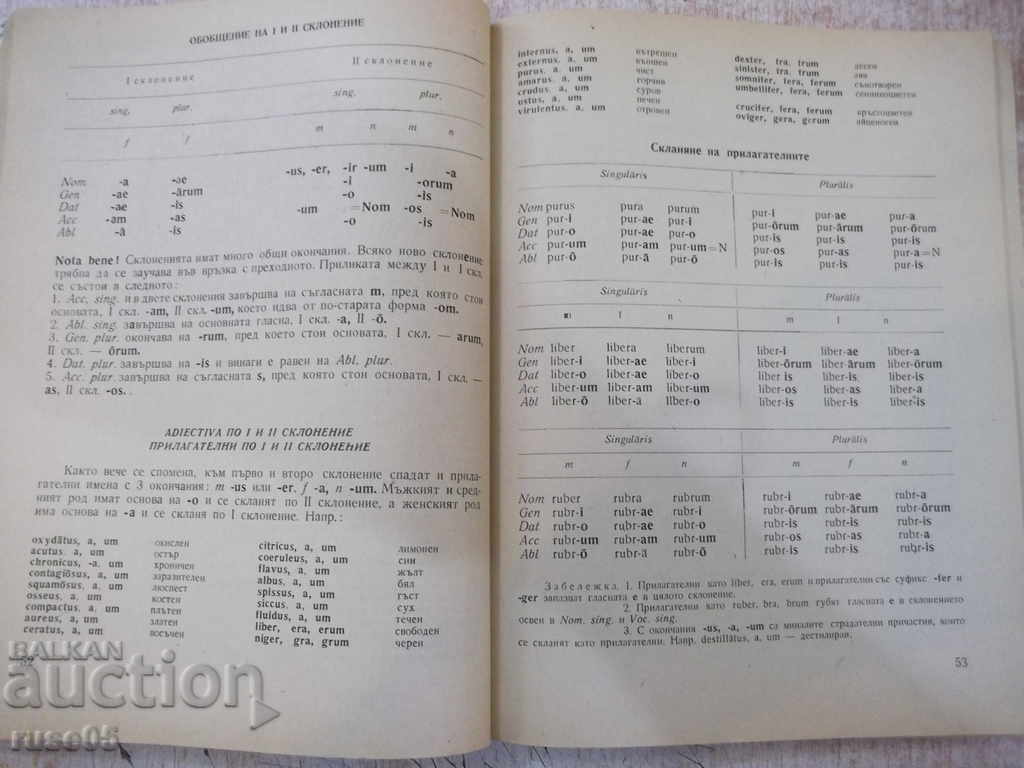 ОБОБЩЕНИЕ НА I И II СКЛОНЕНИЕ
I склонение II склонение
sing. plur. sing. plur.
f f m n m n
-us, -er, -ir -um -i -a
Nom -a -ae
Gen -ae -ārum -i -orum
Dat -ae -is -o -is
Acc -am -as -um =Nom -os =Nom
Abl -ā -is -o -is
Nota bene! Склоненията имат много общи окончания. Всяко ново склонение
трябва да се заучава във връзка с преходното. Приликата между I и I скл.
се състои в следното:
1. Acc. sing. и в двете склонения завършва на съгласната m, пред която стои
основата, I скл. -am, II скл. -um, което идва от по-старата форма -om.
2. Abl. sing. завършва на основната гласна, I скл. -a, II -ō.
3. Gen. plur. окончава на -rum, пред което стои основата, I скл. — arum,
II скл. — ōrum.
4. Dat. plur. завършва на -is и винаги е равен на Abl. plur.
5. Acc. plur. завършва на съгласната s, пред която стои основата, I скл. —
as, II скл. -os.
ADIECTIVA ПО I И II СКЛОНЕНИЕ
ПРИЛАГАТЕЛНИ ПО I И II СКЛОНЕНИЕ
Както вече се спомена, към първо и второ склонение спадат и прила-
гателни имена с 3 окончания: m -us или -er, f -a, n -um. Мъжкият и сред-
ният род имат основа на -o и се скланят по II склонение, а женският род
има основа на -a и се скланя по I склонение. Напр.:
oxydātus, a, um окислен
acutus, a, um остър
chronicus, -a. um хроничен
contagiōsus, a, um заразителен
squamōsus, a, um люспест
osseus, a, um костен
compactus, a, um плътен
aureus, a, um златен
ceratus, a, um восъчен
citricus, a, um лимонен
coeruleus, a, um син
flavus, a, um жълт
albus, a, um бял
spissus, a, um гъст
siccus, a, um сух
fluidus, a, um течен
liber, era, erum свободен
niger, gra, grum черен
52
internus, a, um вътрешен
externus, a. um външен
purus, a, um чист
amarus, a, um горчив
crudus, a, um суров
ustus, a, um печен
virulentus, a, um отровен
dexter, tra, trum десен
sinister, tra, trum ляв
somnifer, fera, ferum сънотворен
umbellifer, fera, ferum сенникоцветен
crucifer, fera, ferum кръстоцветен
oviger, gera, gerum яйценосен
Скланяне на прилагателните
Singulāris Plurālis
Nom purus pura purum pur-i pur-ae pur-a
Gen pur-i pur-ae pur-i pur-ōrum pur-ārum pur-ōrum
Dat pur-o pur-ae pur-o pur-is pur-is pur-is
Acc pur-um pur-am pur-um=N pur-os pur-as pur-a=N
Abl pur-ō pur-ā pur-ō pur-is pur-is pur-is
Singulāris Plurālis
m f n m f n
Nom liber libera liberum liber-i liber-ae liber-a
Gen liber-i liber-ae liber-i liber-ōrum liber-ārum liber-ōrum
Dat liber-o liber-ae liber-o liber is liber-is liber-is
Acc liber-um liber-am liber-um liber-os liber-as liber-a
Abl liber-ō liber-ā liber-o liber-is liber-is liber-is
Singulāris Plurālis
m f n m f n
Nom ruber rubra rubrum rubr-i rubr-ae rubr-a
Gen rubr-i rubr-ae rubr-i rubr-ōrum rubr-ārum rubr-ōrum
Dat rubr-o rubr-ae rubr-o rubr-is rubr-is rubr-is
Acc rubr-um rubr-am rubr-um rubr-os rubr-as rubr-a
Abl rubr-ō rubr-ā rubr-ō rubr-is rubr-is rubr-is
Забележка. 1. Прилагателни като liber, era, erum и прилагателни със суфикс -fer и
-ger запазват гласната e в цялото склонение.
2. Прилагателни като ruber, bra, brum губят гласната e в склонението
освен в Nom. sing. и Voc. sing.
3. С окончания -us, -a, -um са миналите страдателни причастия, които
се скланят като прилагателни. Напр. destillātus, a, um — дестилиран.
53
BALKAN
auction
ruse05